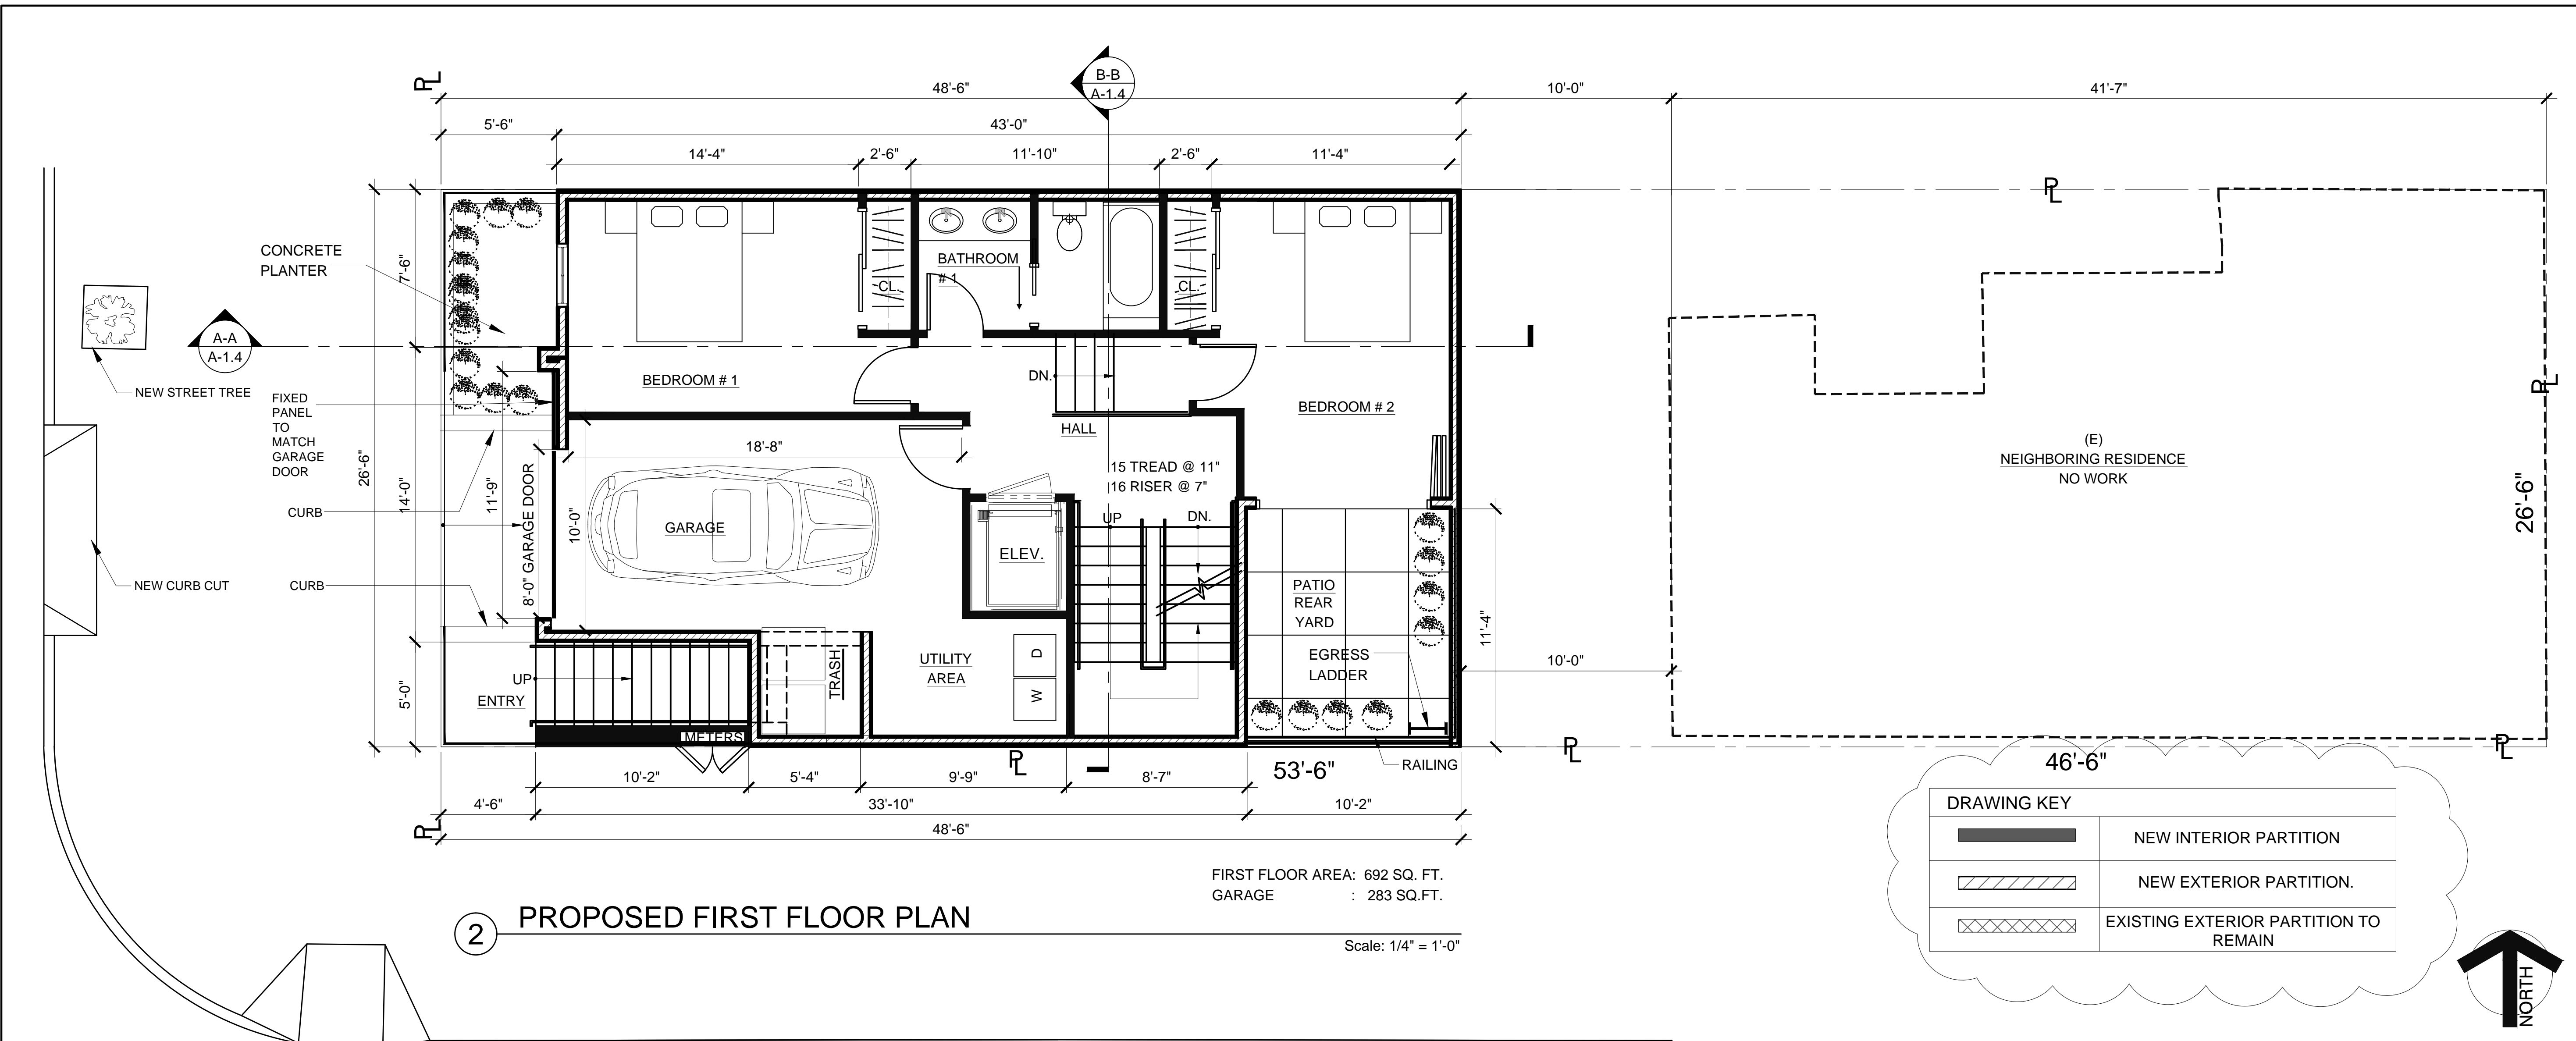 PL
B-B
A-1.4
48'-6"
10'-0"
41'-7"
5'-6"
43'-0"
14'-4"
2'-6"
11'-10"
2'-6"
11'-4"
PL
CONCRETE
PLANTER
7'-6"
BATHROOM
# 1
CL.
CL.
A-A
A-1.4
NEW STREET TREE
BEDROOM # 1
DN.
BEDROOM # 2
PL
FIXED
PANEL
TO
MATCH
GARAGE
DOOR
HALL
26'-6"
14'-0"
11'-9"
8'-0" GARAGE DOOR
10'-0"
18'-8"
15 TREAD @ 11"
16 RISER @ 7"
(E)
NEIGHBORING RESIDENCE
NO WORK
26'-6"
CURB
GARAGE
UP
DN.
ELEV.
NEW CURB CUT
CURB
PATIO
REAR
YARD
11'-4"
UTILITY
AREA
D
W
TRASH
EGRESS
LADDER
10'-0"
UP
ENTRY
5'-0"
METERS
PL
PL
PL
RAILING
53'-6"
46'-6"
10'-2"
5'-4"
9'-9"
8'-7"
4'-6"
33'-10"
10'-2"
PL
48'-6"
DRAWING KEY
NEW INTERIOR PARTITION
NEW EXTERIOR PARTITION.
EXISTING EXTERIOR PARTITION TO
REMAIN
FIRST FLOOR AREA: 692 SQ. FT.
GARAGE : 283 SQ.FT.
2
PROPOSED FIRST FLOOR PLAN
Scale: 1/4" = 1'-0"
NORTH